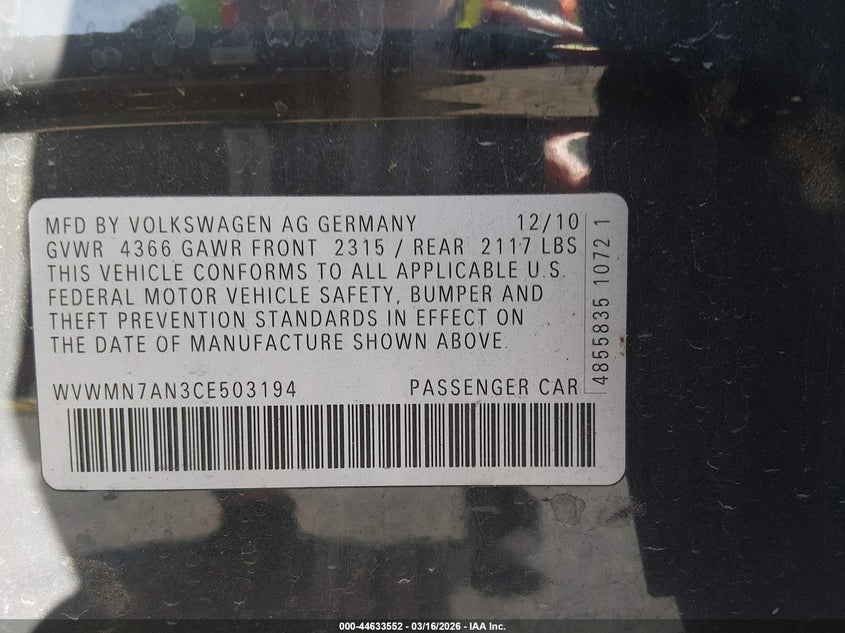 MFD BY VOLKSWAGEN AG GERMANY 12/10
GVWR 4366 GAWR FRONT 2315 / REAR 2117 LBS
THIS VEHICLE CONFORMS TO ALL APPLICABLE U.S.
FEDERAL MOTOR VEHICLE SAFETY, BUMPER AND
THEFT PREVENTION STANDARDS IN EFFECT ON
THE DATE OF MANUFACTURE SHOWN ABOVE.
WVWMN7AN3CE503194 PASSENGER CAR
4855835 1072 1
000-44633552 - 03/16/2026 - IAA Inc.